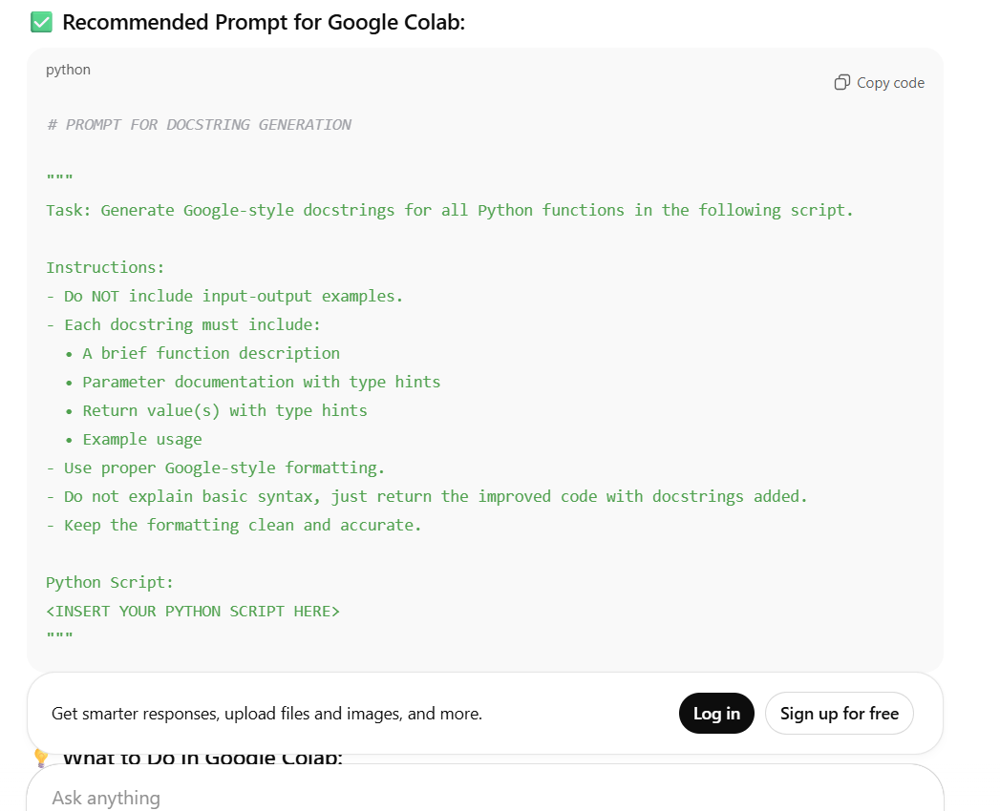 ✅ Recommended Prompt for Google Colab:
python
Copy code
# PROMPT FOR DOCSTRING GENERATION
"""
Task: Generate Google-style docstrings for all Python functions in the following script.
Instructions:
- Do NOT include input-output examples.
- Each docstring must include:
• A brief function description
• Parameter documentation with type hints
• Return value(s) with type hints
• Example usage
- Use proper Google-style formatting.
- Do not explain basic syntax, just return the improved code with docstrings added.
- Keep the formatting clean and accurate.
Python Script:
<INSERT YOUR PYTHON SCRIPT HERE>
"""
Get smarter responses, upload files and images, and more.
Log in
Sign up for free
💡 What to Do in Google Colab:
Ask anything